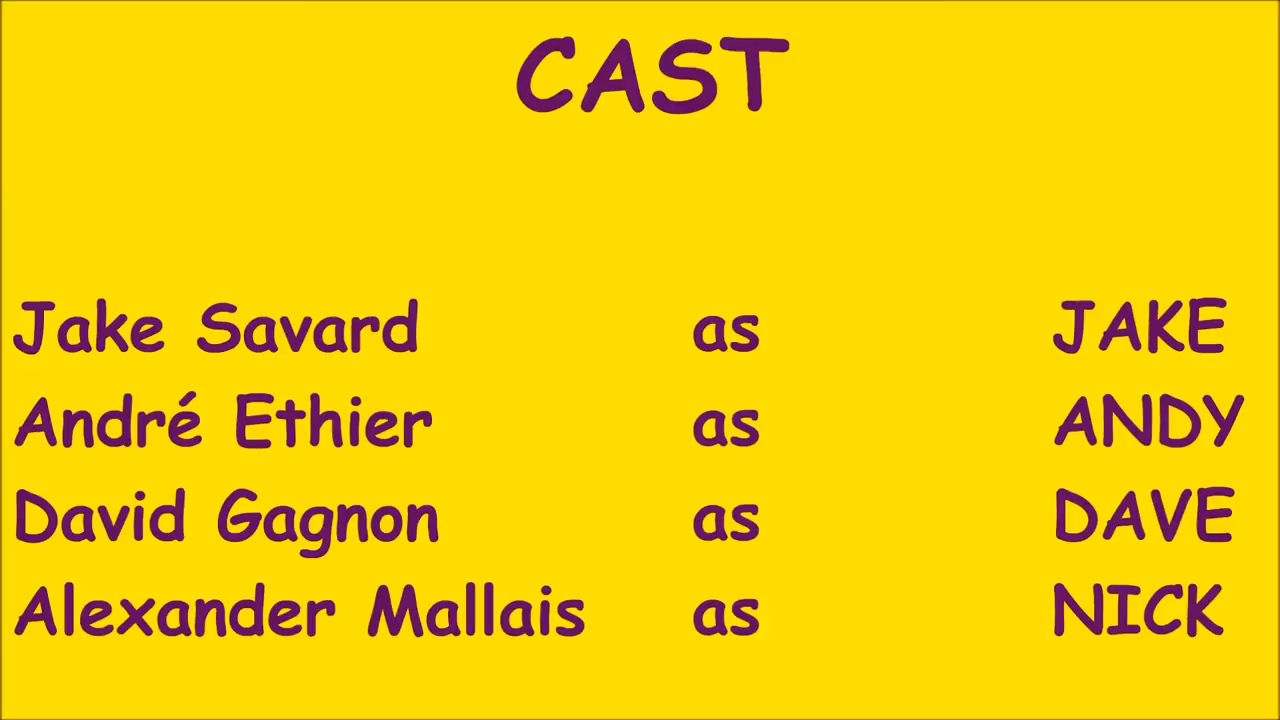 CAST
Jake Savard as JAKE
André Ethier as ANDY
David Gagnon as DAVE
Alexander Mallais as NICK